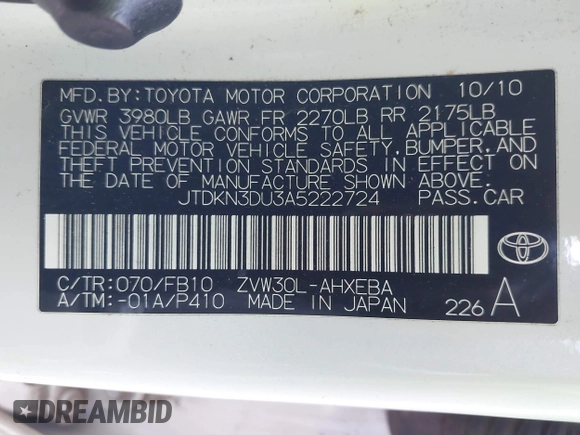 MFD. BY: TOYOTA MOTOR CORPORATION 10/10
GVWR 3980LB GAWR FR 2270LB RR 2175LB
THIS VEHICLE CONFORMS TO ALL APPLICABLE
FEDERAL MOTOR VEHICLE SAFETY, BUMPER, AND
THEFT PREVENTION STANDARDS IN EFFECT ON
THE DATE OF MANUFACTURE SHOWN ABOVE.
JTDKN3DU3A5222724 PASS. CAR
C/TR: 070/FB10 ZVW30L-AHXEBA
A/TM: -01A/P410 MADE IN JAPAN
226 A
DREAMBID